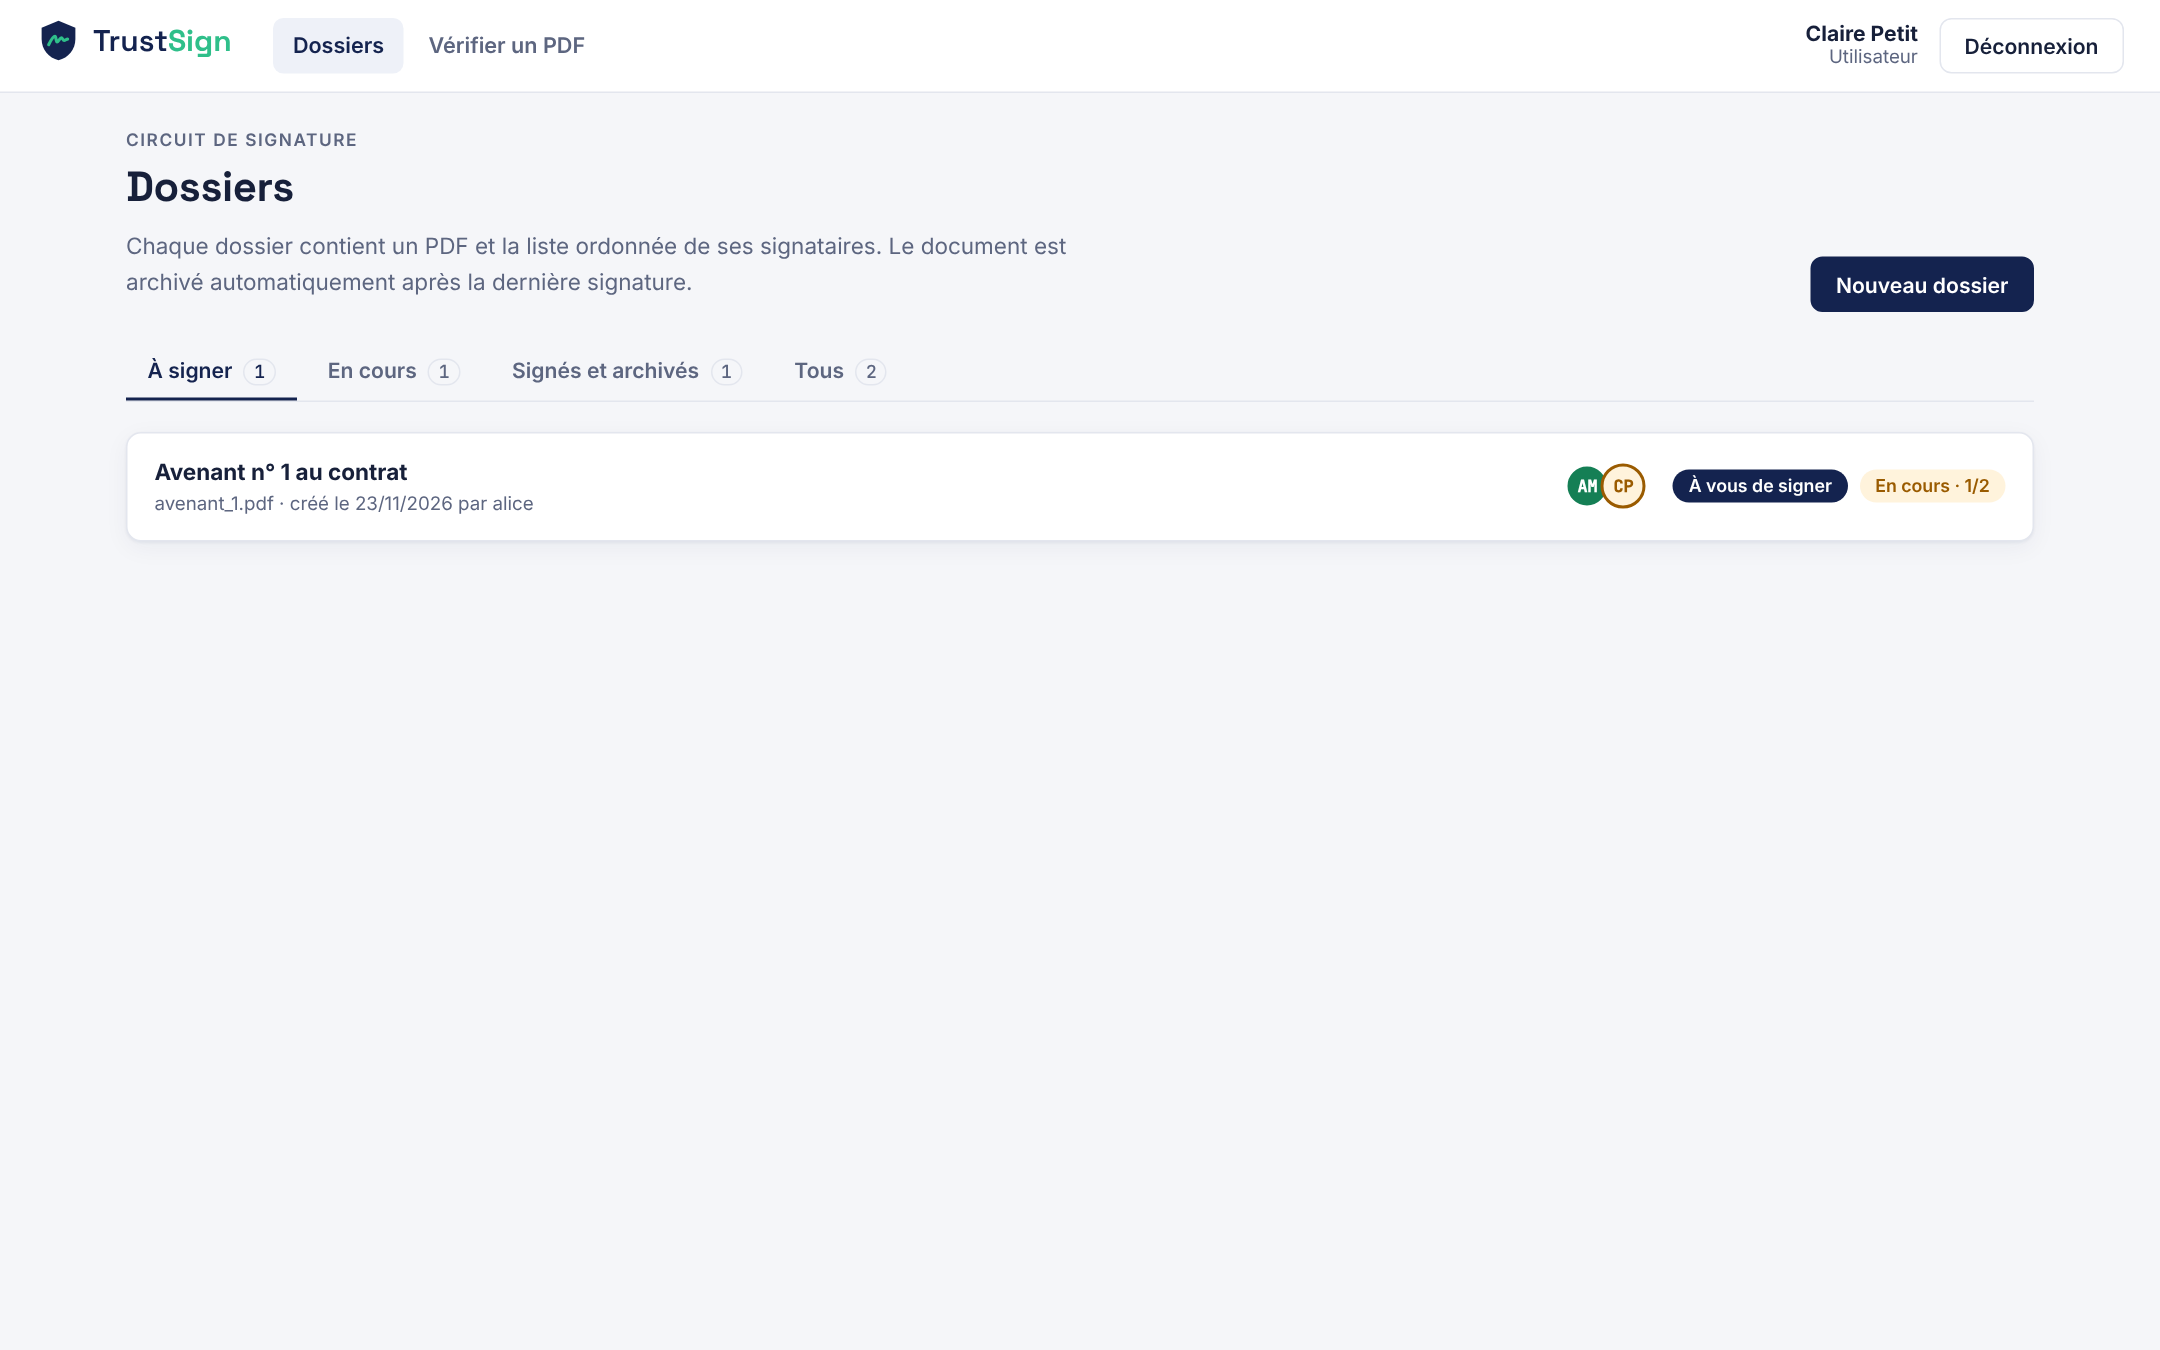 TrustSign
Dossiers
Vérifier un PDF
Claire Petit
Utilisateur
Déconnexion
CIRCUIT DE SIGNATURE
Dossiers
Chaque dossier contient un PDF et la liste ordonnée de ses signataires. Le document est
archivé automatiquement après la dernière signature.
Nouveau dossier
À signer 1
En cours 1
Signés et archivés 1
Tous 2
Avenant n° 1 au contrat
avenant_1.pdf · créé le 23/11/2026 par alice
AM
CP
À vous de signer
En cours · 1/2